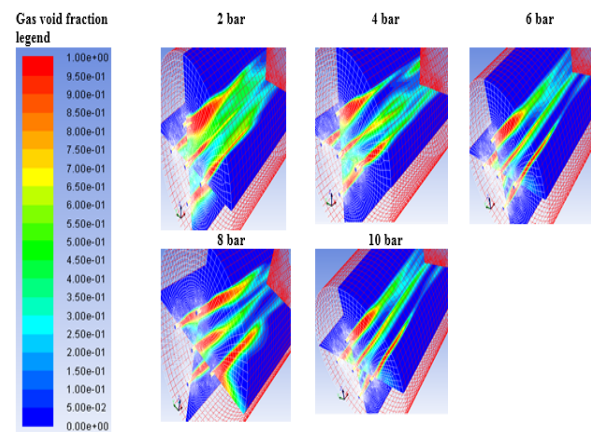 Gas void fraction
legend
2 bar
4 bar
6 bar
1.00e+00
9.50e-01
9.00e-01
8.50e-01
8.00e-01
7.50e-01
7.00e-01
6.50e-01
6.00e-01
5.50e-01
5.00e-01
4.50e-01
4.00e-01
3.50e-01
3.00e-01
2.50e-01
2.00e-01
1.50e-01
1.00e-01
5.00e-02
0.00e+00
8 bar
10 bar